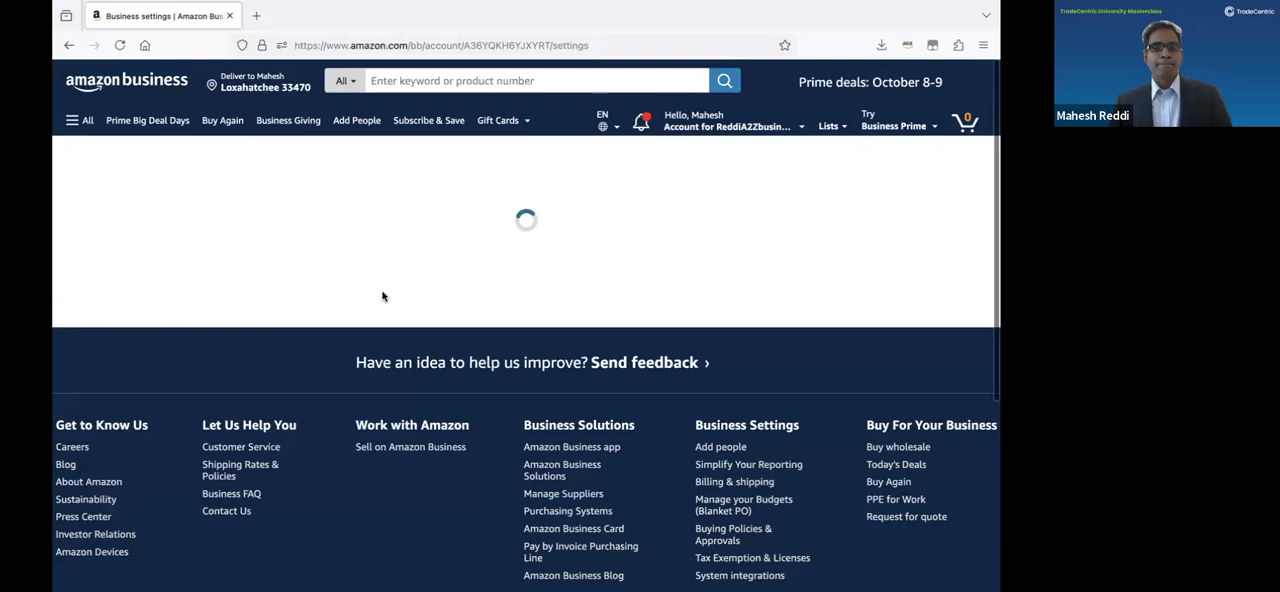 Business settings | Amazon Bus
https://www.amazon.com/bb/account/A36YQKH6YJXYRT/settings
TradeCentric University Masterclass
TradeCentric
Mahesh Reddi
amazon business
Deliver to Mahesh
Loxahatchee 33470
All
Enter keyword or product number
Prime deals: October 8-9
All
Prime Big Deal Days
Buy Again
Business Giving
Add People
Subscribe & Save
Gift Cards
EN
Hello, Mahesh
Account for ReddiA2Zbusin...
Lists
Try
Business Prime
0
Have an idea to help us improve? Send feedback ›
Get to Know Us
Careers
Blog
About Amazon
Sustainability
Press Center
Investor Relations
Amazon Devices
Let Us Help You
Customer Service
Shipping Rates &
Policies
Business FAQ
Contact Us
Work with Amazon
Sell on Amazon Business
Business Solutions
Amazon Business app
Amazon Business
Solutions
Manage Suppliers
Purchasing Systems
Amazon Business Card
Pay by Invoice Purchasing
Line
Amazon Business Blog
Business Settings
Add people
Simplify Your Reporting
Billing & shipping
Manage your Budgets
(Blanket PO)
Buying Policies &
Approvals
Tax Exemption & Licenses
System integrations
Buy For Your Business
Buy wholesale
Today's Deals
Buy Again
PPE for Work
Request for quote